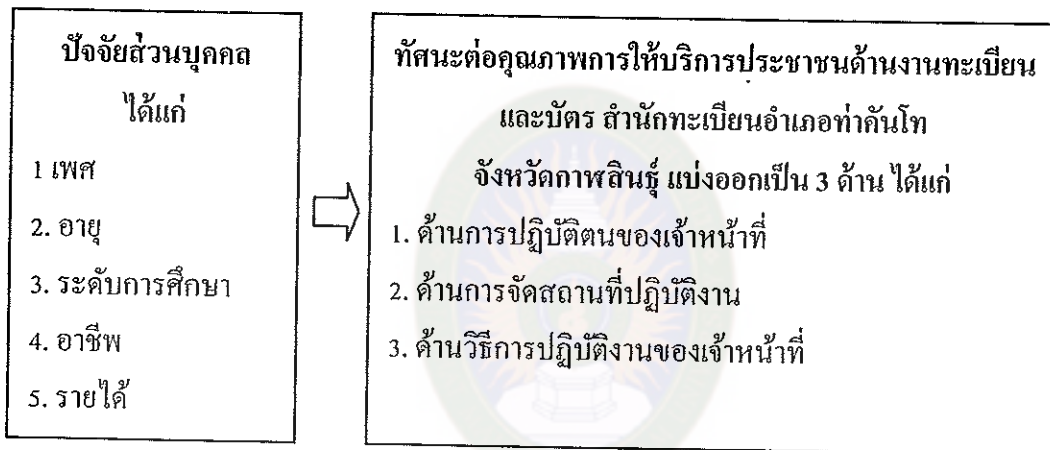 ปัจจัยส่วนบุคคล
ได้แก่
1 เพศ
2. อายุ
3. ระดับการศึกษา
4. อาชีพ
5. รายได้
ทัศนะต่อคุณภาพการให้บริการประชาชนด้านงานทะเบียน
และบัตร สำนักทะเบียนอำเภอท่าคันโท
จังหวัดกาฬสินธุ์ แบ่งออกเป็น 3 ด้าน ได้แก่
1. ด้านการปฏิบัติตนของเจ้าหน้าที่
2. ด้านการจัดสถานที่ปฏิบัติงาน
3. ด้านวิธีการปฏิบัติงานของเจ้าหน้าที่